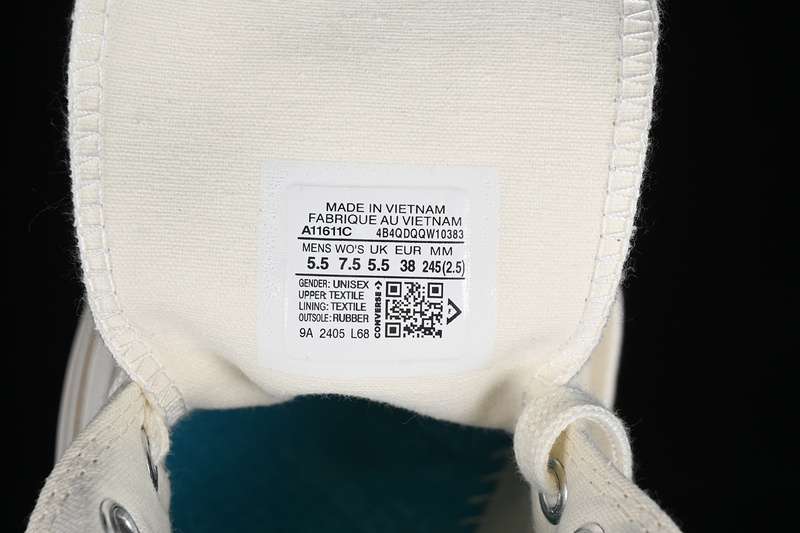 MADE IN VIETNAM
FABRIQUE AU VIETNAM
A11611C 4B4QDQQW10383
MENS WO'S UK EUR MM
5.5 7.5 5.5 38 245(2.5)
GENDER: UNISEX
UPPER: TEXTILE
LINING: TEXTILE
OUTSOLE: RUBBER
CONVERSE
9A 2405 L68